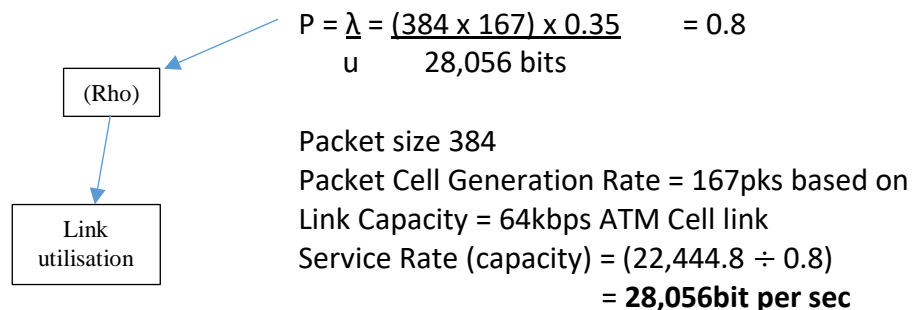 P = λ = (384 x 167) x 0.35 = 0.8
u 28,056 bits
(Rho)
Packet size 384
Packet Cell Generation Rate = 167pks based on
Link Capacity = 64kbps ATM Cell link
Link
utilisation
Service Rate (capacity) = (22,444.8 ÷ 0.8)
= 28,056bit per sec